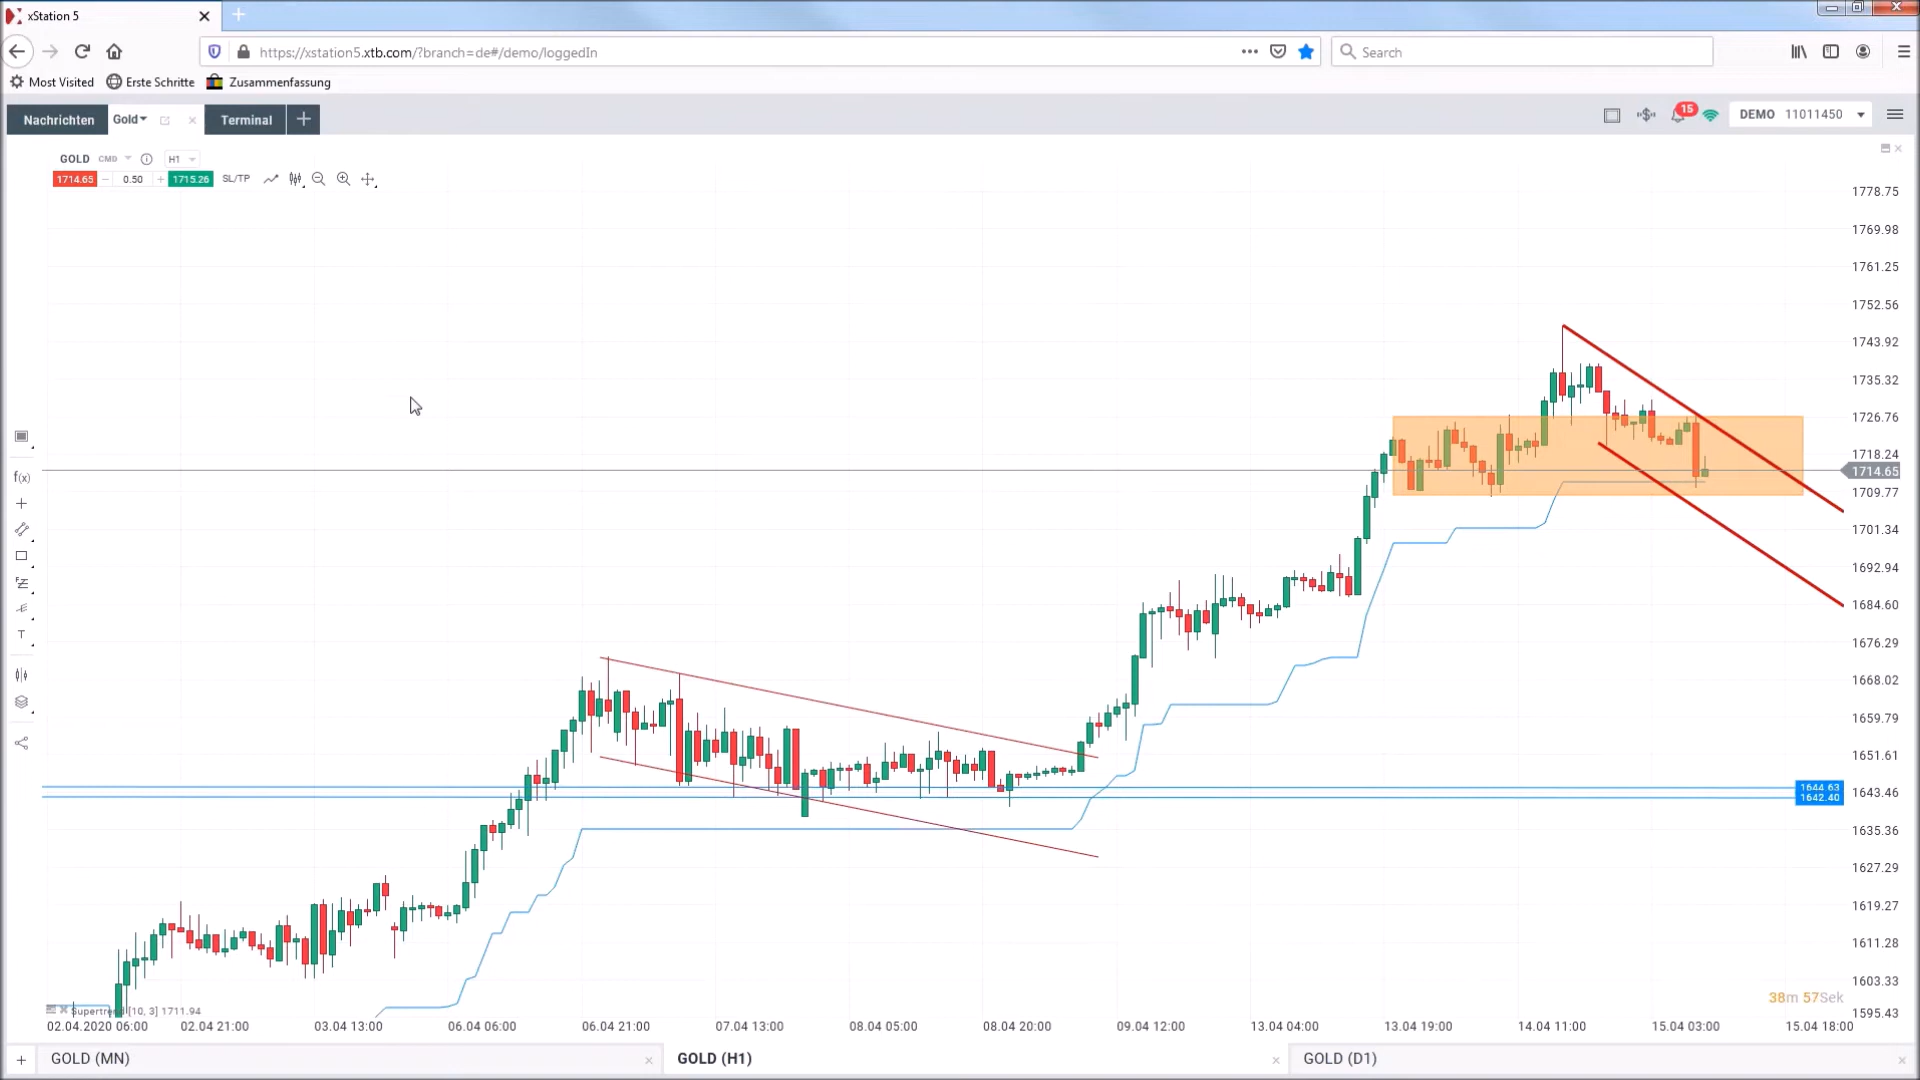 xStation 5
https://xstation5.xtb.com/?branch=de#/demo/loggedIn
Search
Most Visited Erste Schritte Zusammenfassung
Nachrichten Gold Terminal
15 DEMO 11011450
GOLD CMD H1
1714.65 0.50 1715.26 SL/TP
1778.75
1769.98
1761.25
1752.56
1743.92
1735.32
1726.76
1718.24
1714.65
1709.77
1701.34
1692.94
1684.60
1676.29
1668.02
1659.79
1651.61
1644.63
1643.46
1642.40
1635.36
1627.29
1619.27
1611.28
1603.33
1595.43
f(x)
T
38m 57Sek
Supertrend [10, 3] 1711.94
02.04.2020 06:00 02.04 21:00 03.04 13:00 06.04 06:00 06.04 21:00 07.04 13:00 08.04 05:00 08.04 20:00 09.04 12:00 13.04 04:00 13.04 19:00 14.04 11:00 15.04 03:00 15.04 18:00
GOLD (MN) GOLD (H1) GOLD (D1)